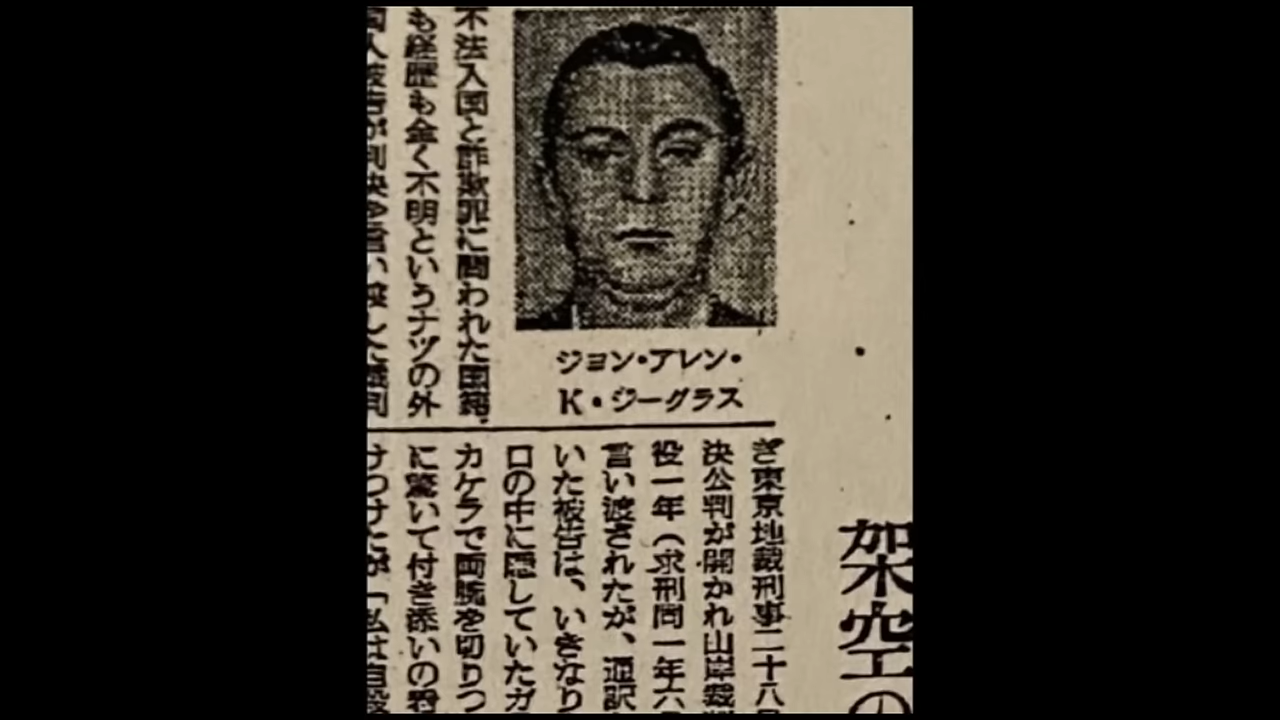 架空の
不法入国と詐欺罪に問われた国籍、
も経歴も全く不明というナゾの外
国人被告が判決を言い渡した裁判
ジョン・アレン・
K・ジーグラス
ぎ東京地裁刑事二十八
決公判が開かれ山岸裁判
役一年（求刑同一年六
言い渡されたが、通訳
いた被告は、いきなり
口の中に隠していたガ
カケラで両腕を切りつ
に驚いて付き添いの看
けつけたが「私は自殺